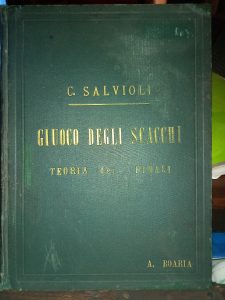 C. SALVIOLI
GIUOCO DEGLI SCACCHI
TEORIA dei FINALI
A. ROARIA